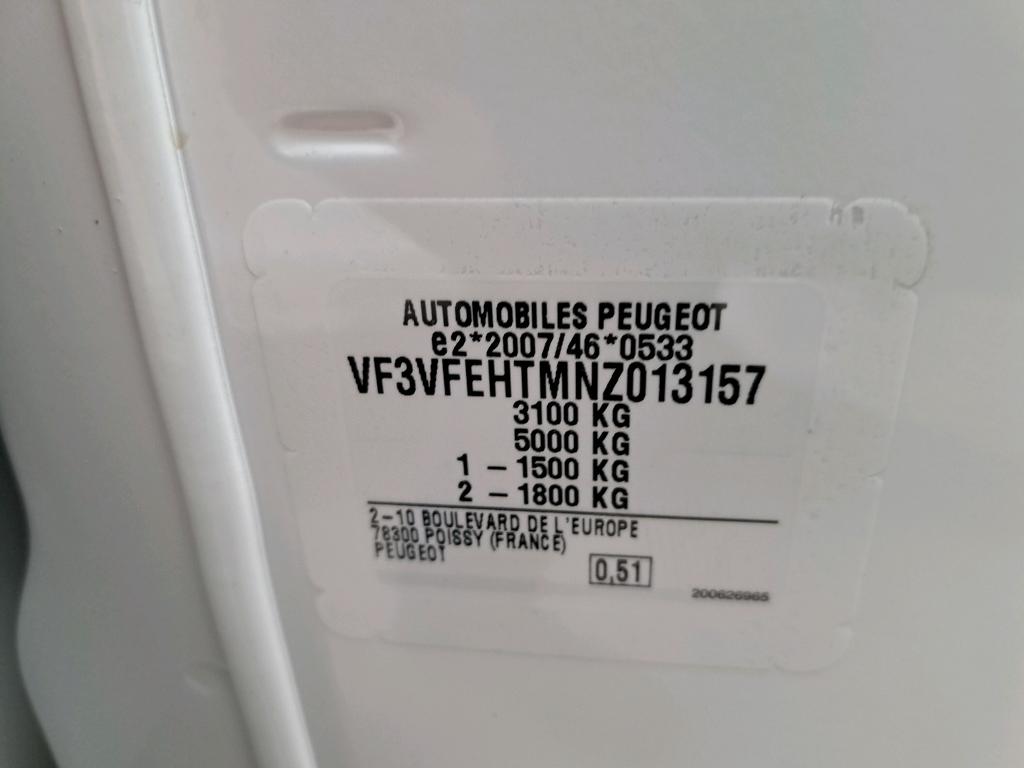 AUTOMOBILES PEUGEOT
e2*2007/46*0533
VF3VFEHTMNZ013157
3100 KG
5000 KG
1 – 1500 KG
2 – 1800 KG
2–10 BOULEVARD DE L'EUROPE
78300 POISSY (FRANCE)
PEUGEOT
0,51
200626965